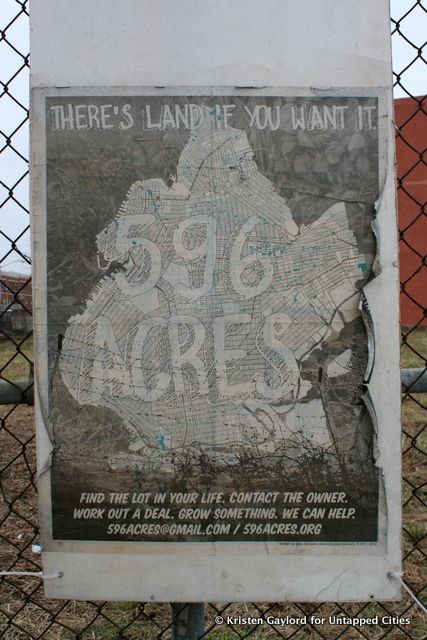 THERE'S LAND IF YOU WANT IT.
596
ACRES
FIND THE LOT IN YOUR LIFE. CONTACT THE OWNER.
WORK OUT A DEAL. GROW SOMETHING. WE CAN HELP.
596ACRES@GMAIL.COM / 596ACRES.ORG
© Kristen Gaylord for Untapped Cities